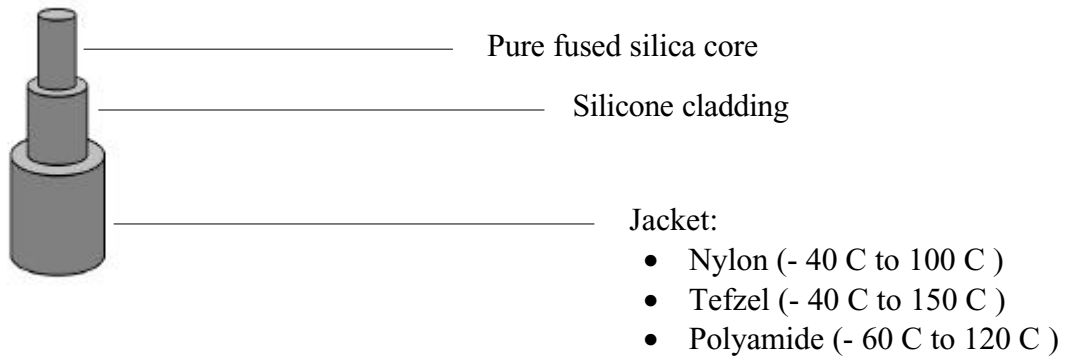 Pure fused silica core
Silicone cladding
Jacket:
• Nylon (- 40 C to 100 C )
• Tefzel (- 40 C to 150 C )
• Polyamide (- 60 C to 120 C )